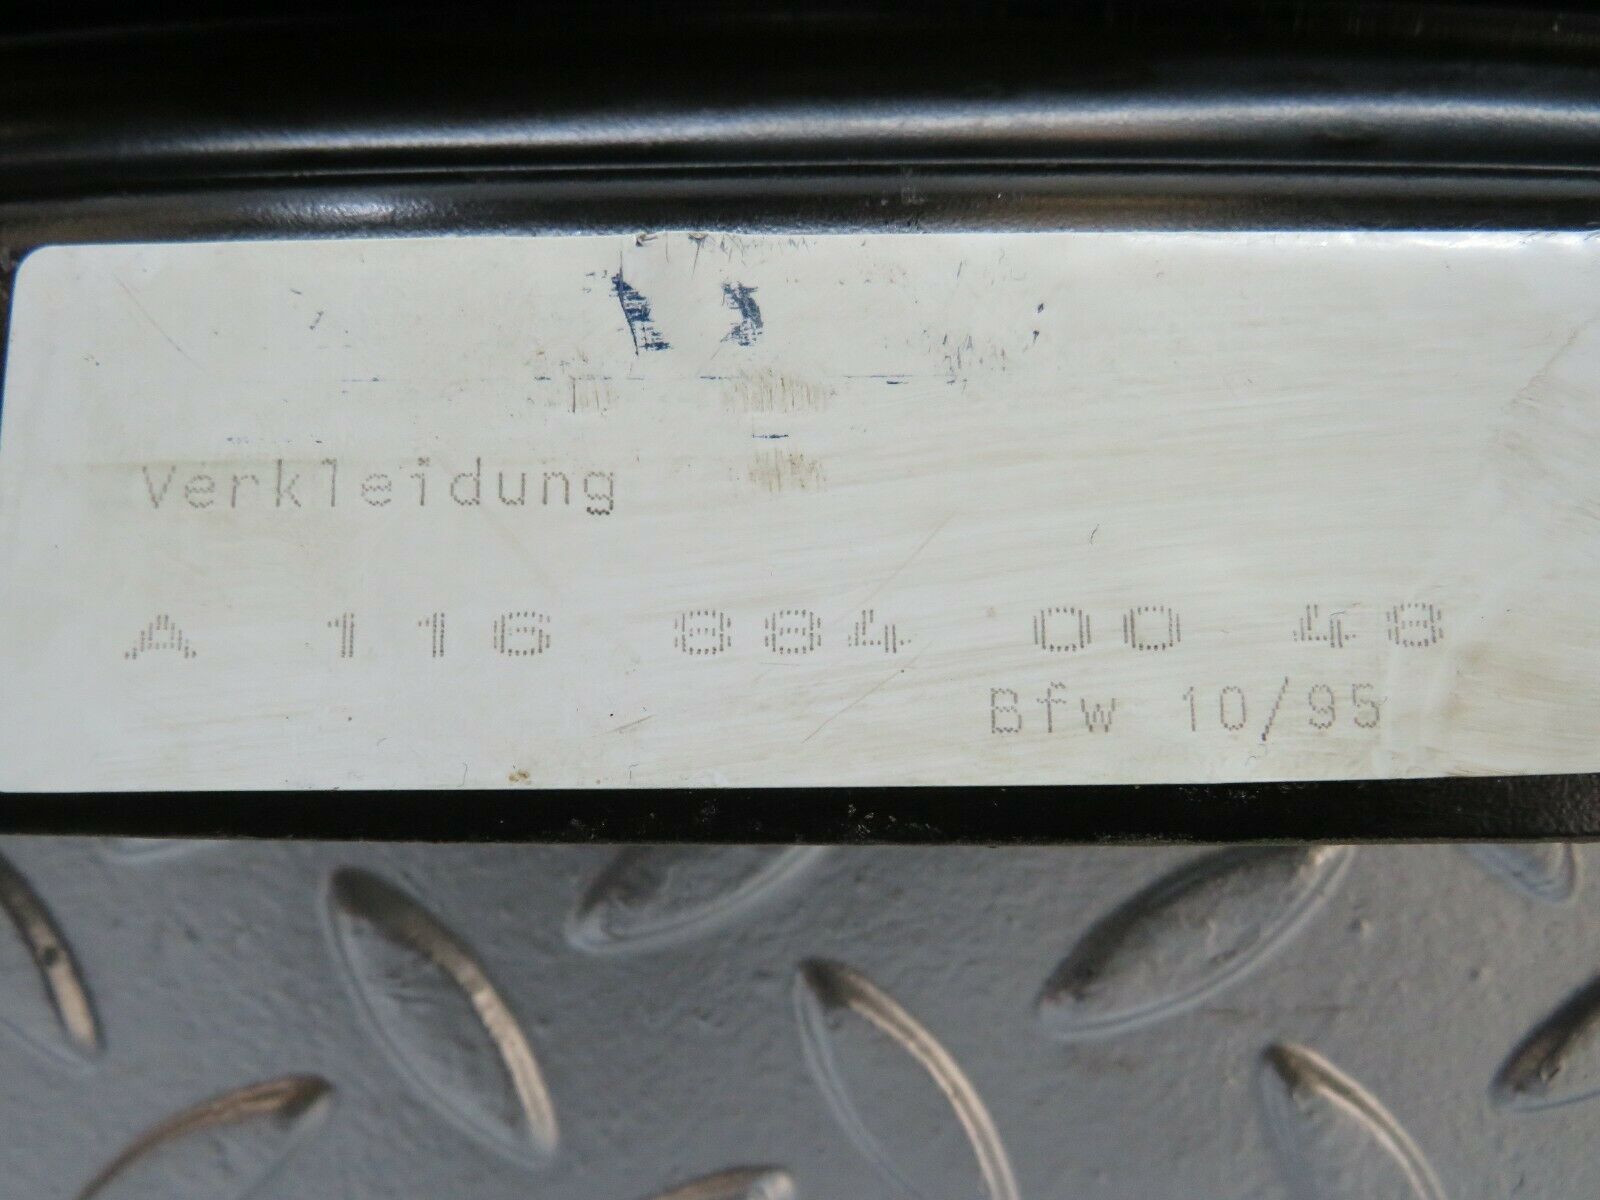 Verkleidung
A 116 884 00 48
Bfw 10/95